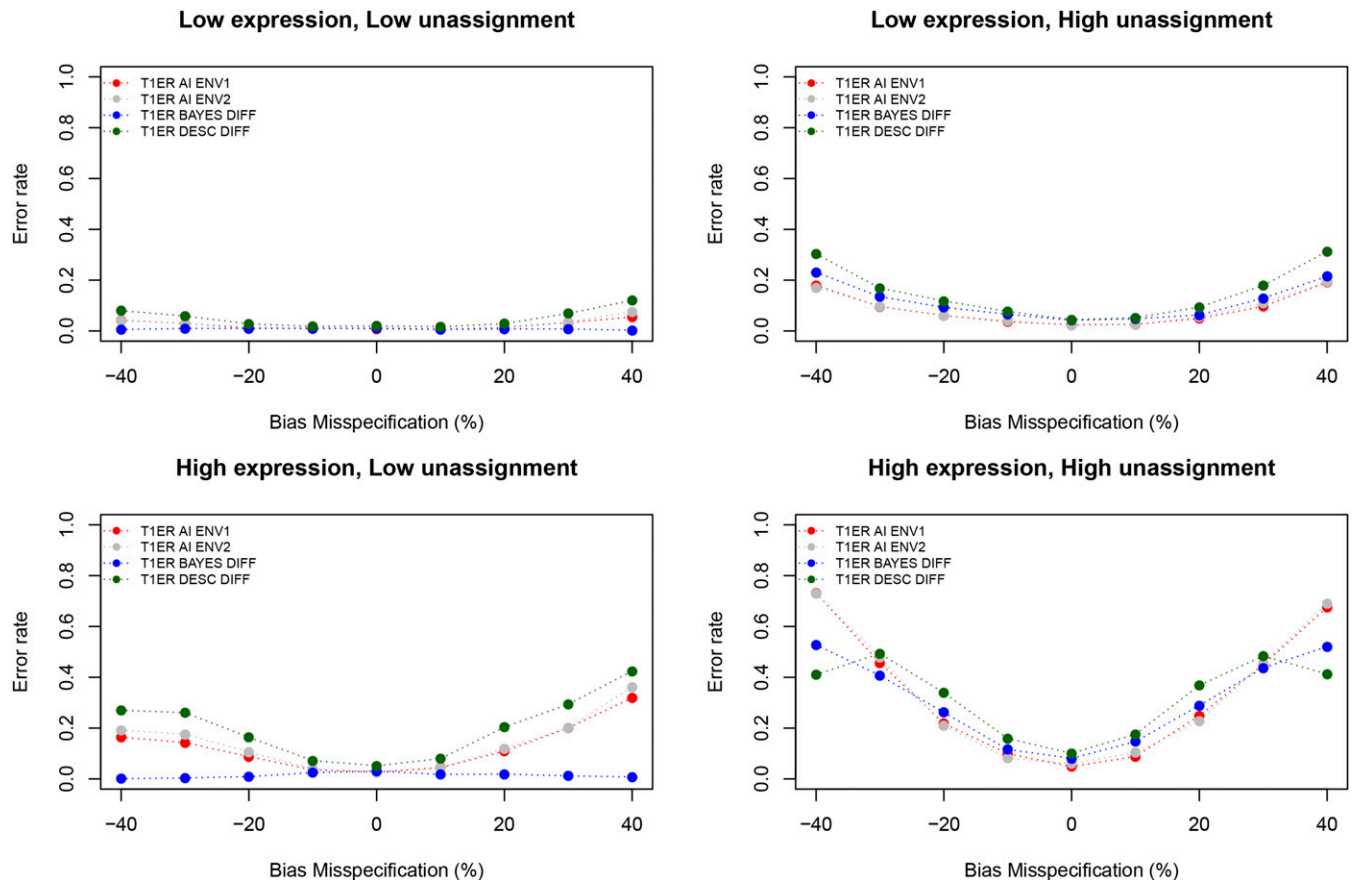 Low expression, Low unassignment
Error rate
1.0
0.8
0.6
0.4
0.2
0.0
T1ER AI ENV1
T1ER AI ENV2
T1ER BAYES DIFF
T1ER DESC DIFF
−40
−20
0
20
40
Bias Misspecification (%)
Low expression, High unassignment
Error rate
1.0
0.8
0.6
0.4
0.2
0.0
T1ER AI ENV1
T1ER AI ENV2
T1ER BAYES DIFF
T1ER DESC DIFF
−40
−20
0
20
40
Bias Misspecification (%)
High expression, Low unassignment
Error rate
1.0
0.8
0.6
0.4
0.2
0.0
T1ER AI ENV1
T1ER AI ENV2
T1ER BAYES DIFF
T1ER DESC DIFF
−40
−20
0
20
40
Bias Misspecification (%)
High expression, High unassignment
Error rate
1.0
0.8
0.6
0.4
0.2
0.0
T1ER AI ENV1
T1ER AI ENV2
T1ER BAYES DIFF
T1ER DESC DIFF
−40
−20
0
20
40
Bias Misspecification (%)